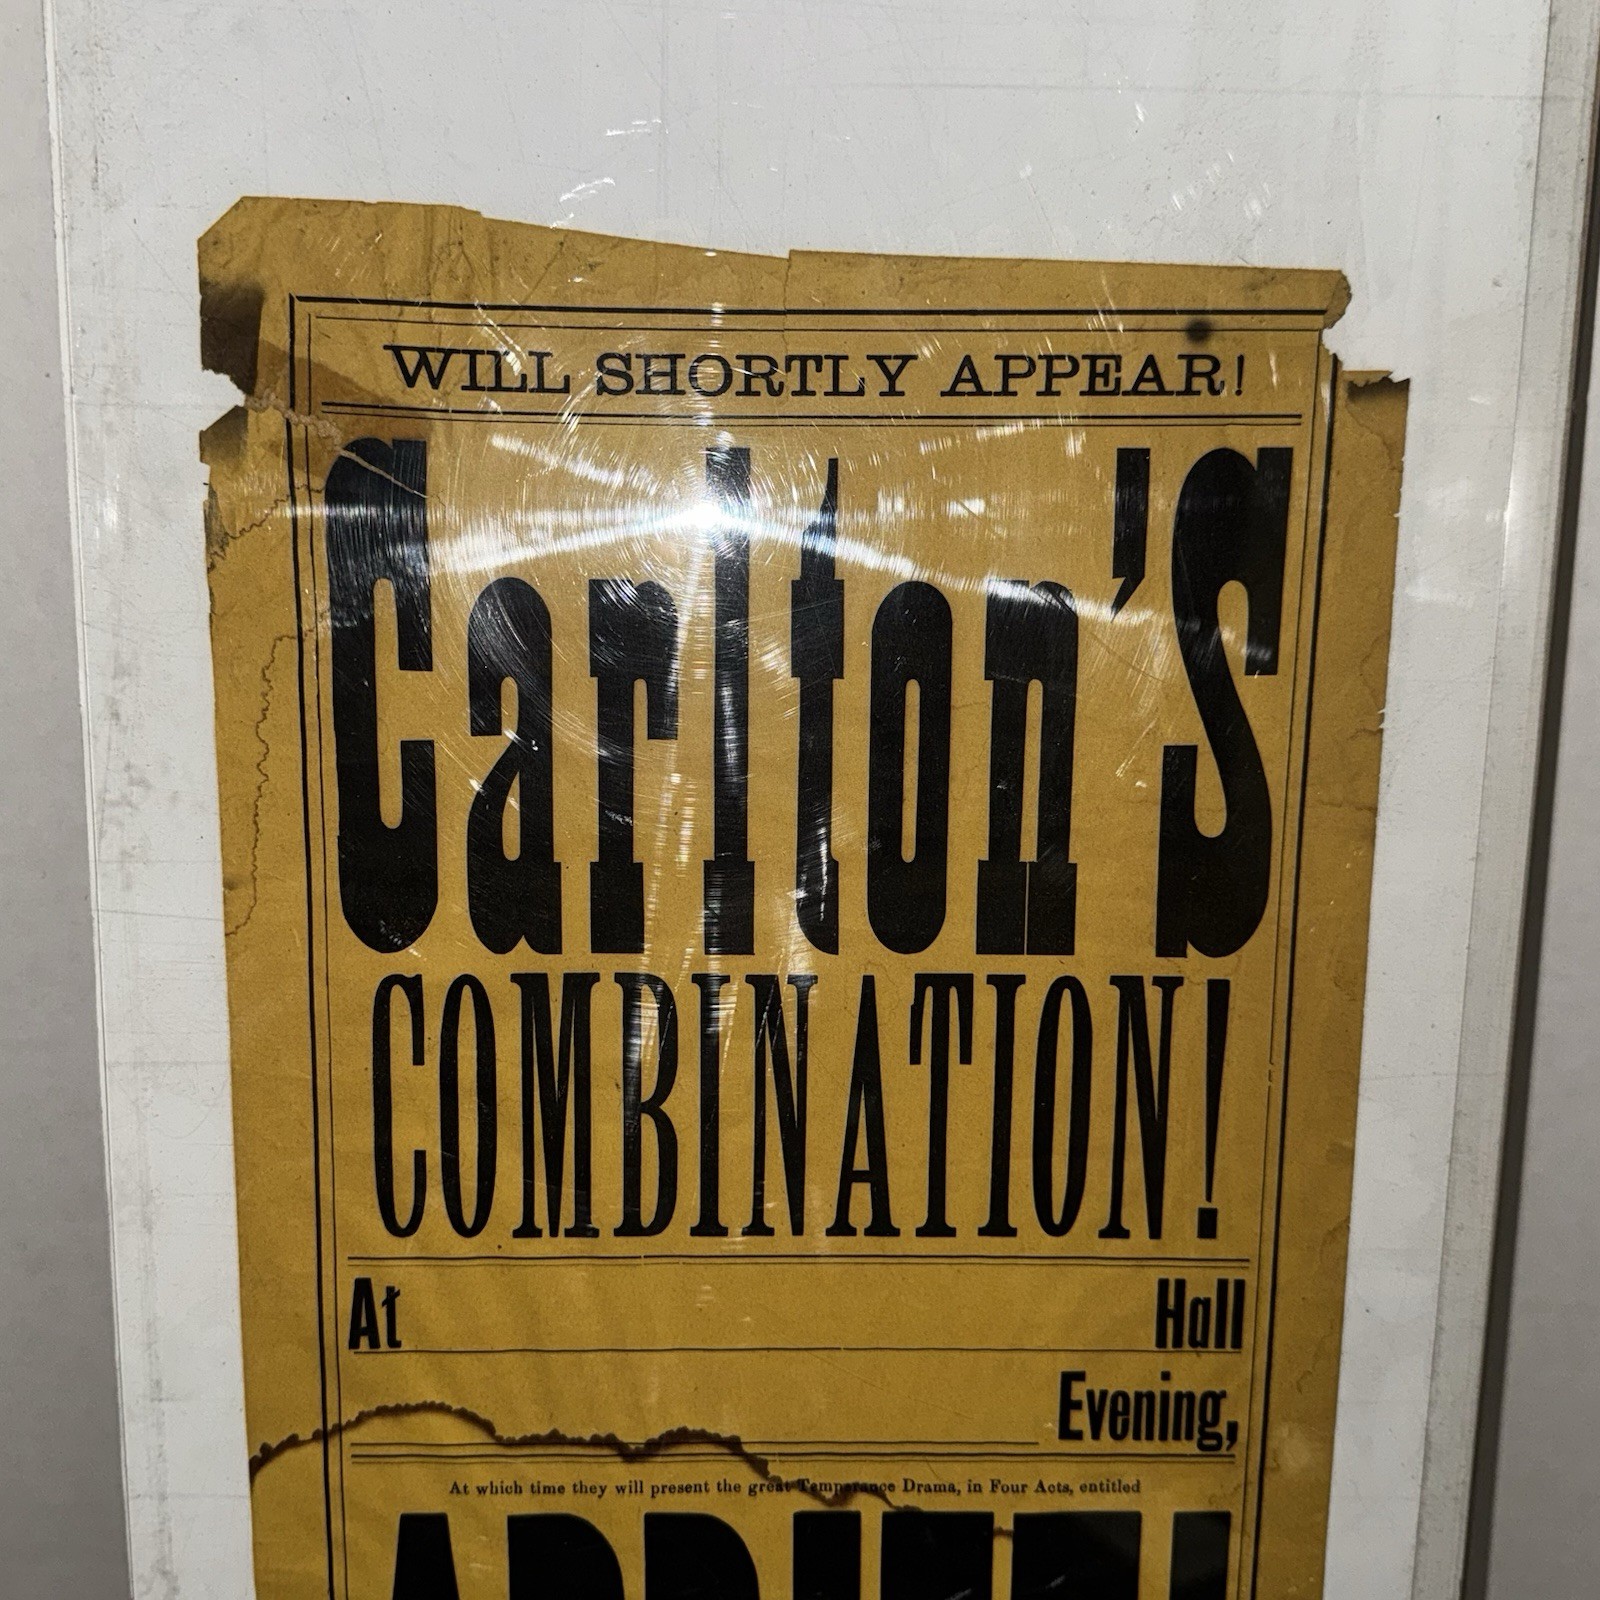 WILL SHORTLY APPEAR!
Carlton'S
COMBINATION!
At Hall
Evening,
At which time they will present the great Temperance Drama, in Four Acts, entitled